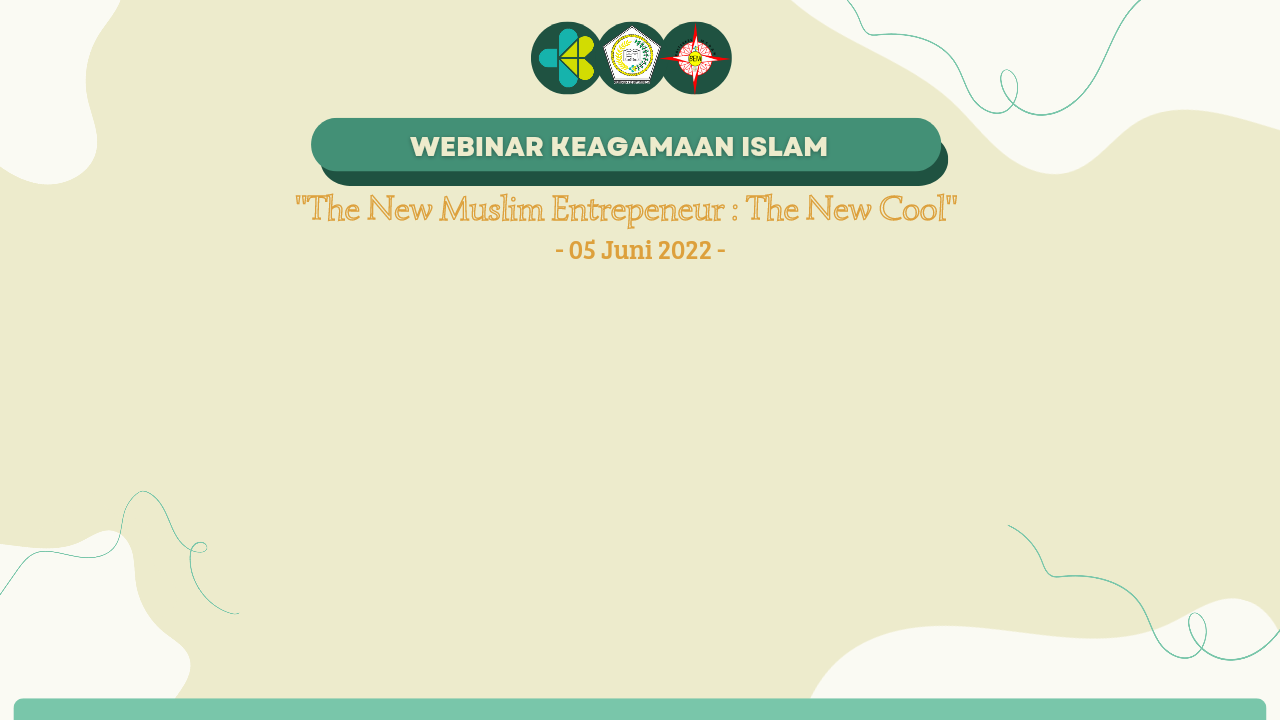 WEBINAR KEAGAMAAN ISLAM
"The New Muslim Entrepeneur : The New Cool"
- 05 Juni 2022 -